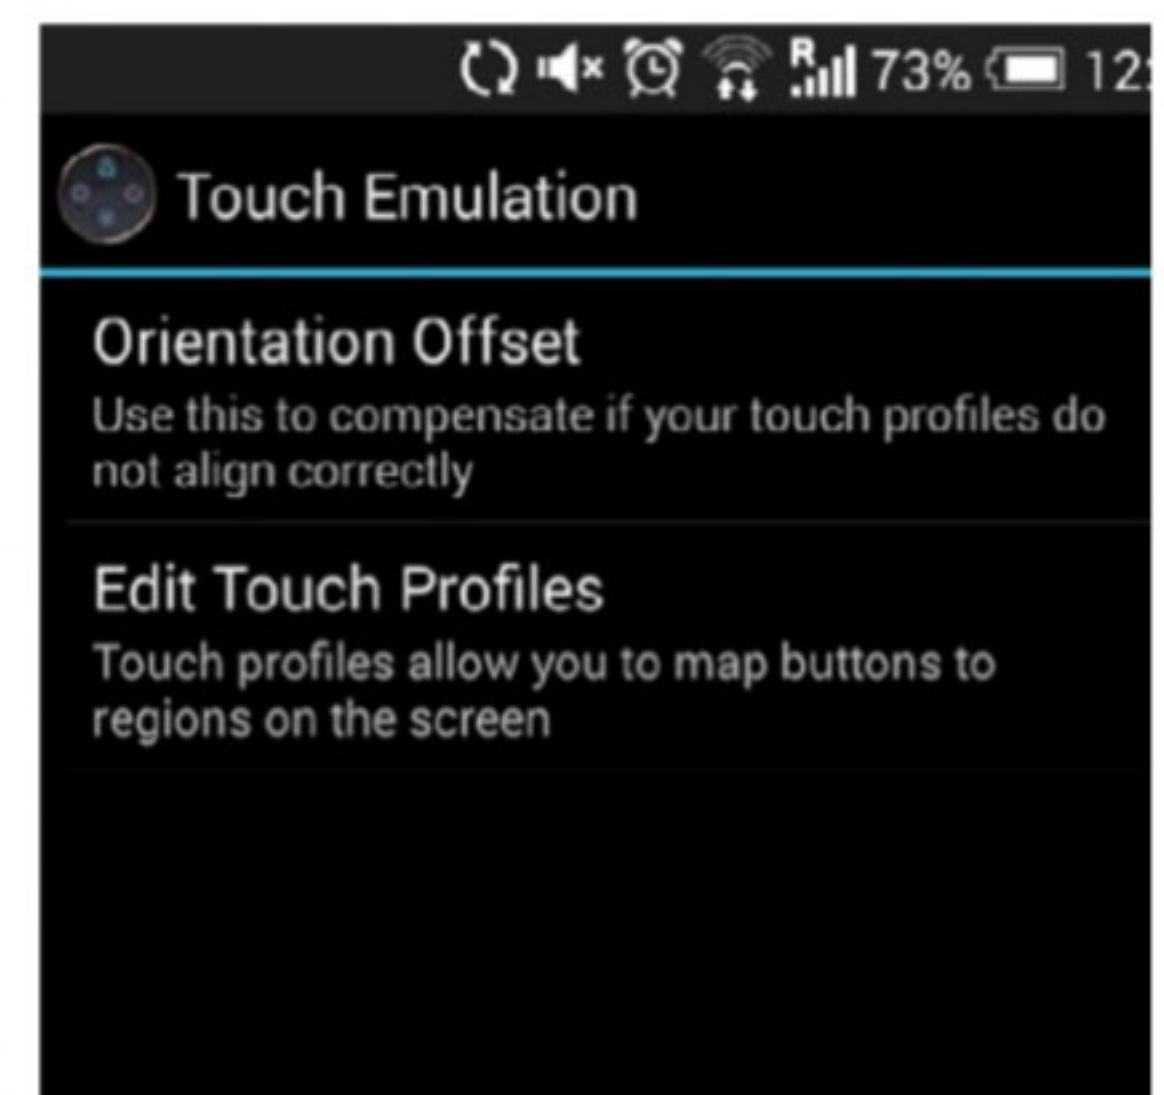 R 73% 12:
Touch Emulation
Orientation Offset
Use this to compensate if your touch profiles do
not align correctly
Edit Touch Profiles
Touch profiles allow you to map buttons to
regions on the screen